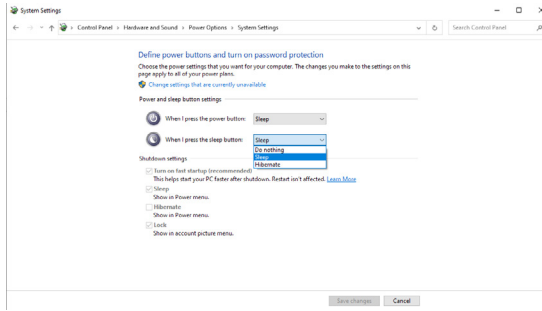 System Settings
Control Panel > Hardware and Sound > Power Options > System Settings
Search Control Panel
Define power buttons and turn on password protection
Choose the power settings that you want for your computer. The changes you make to the settings on this
page apply to all of your power plans.
Change settings that are currently unavailable
Power and sleep button settings
When I press the power button: Sleep
When I press the sleep button: Sleep
Do nothing
Sleep
Hibernate
Shutdown settings
Turn on fast startup (recommended)
This helps start your PC faster after shutdown. Restart isn't affected. Learn More
Sleep
Show in Power menu.
Hibernate
Show in Power menu.
Lock
Show in account picture menu.
Save changes Cancel